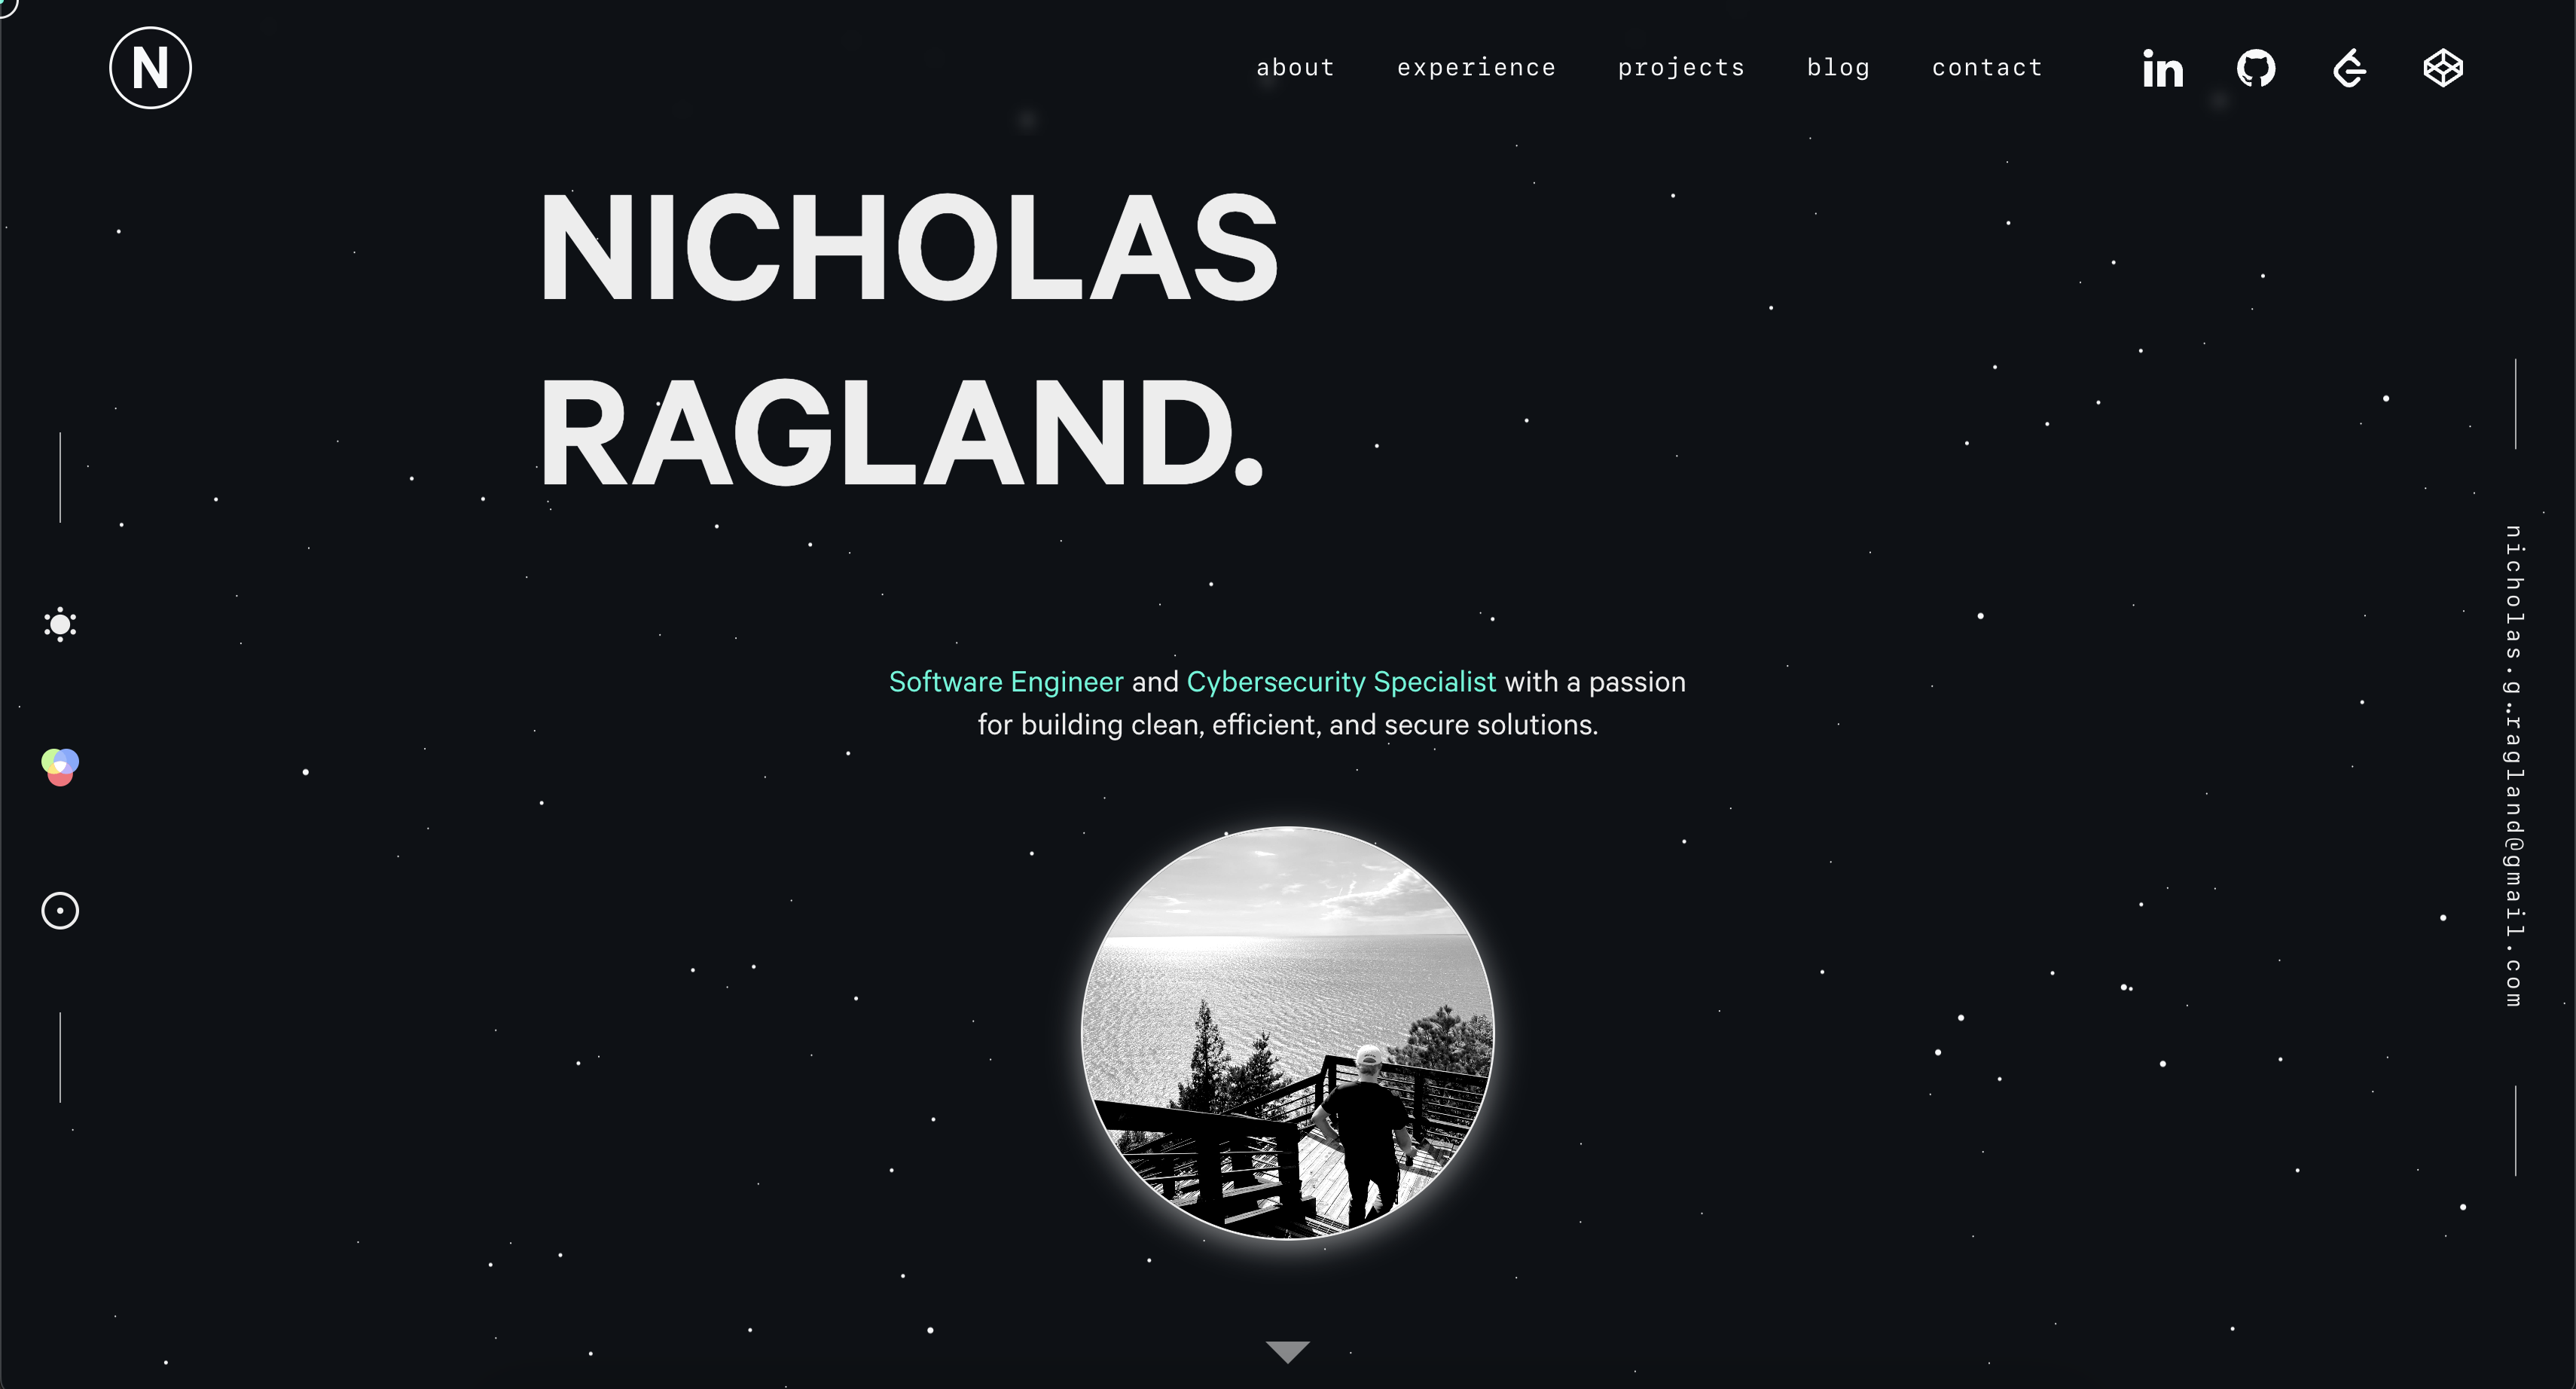 N
about experience projects blog contact
in
NICHOLAS
RAGLAND.
Software Engineer and Cybersecurity Specialist with a passion
for building clean, efficient, and secure solutions.
nicholas.g.ragland@gmail.com